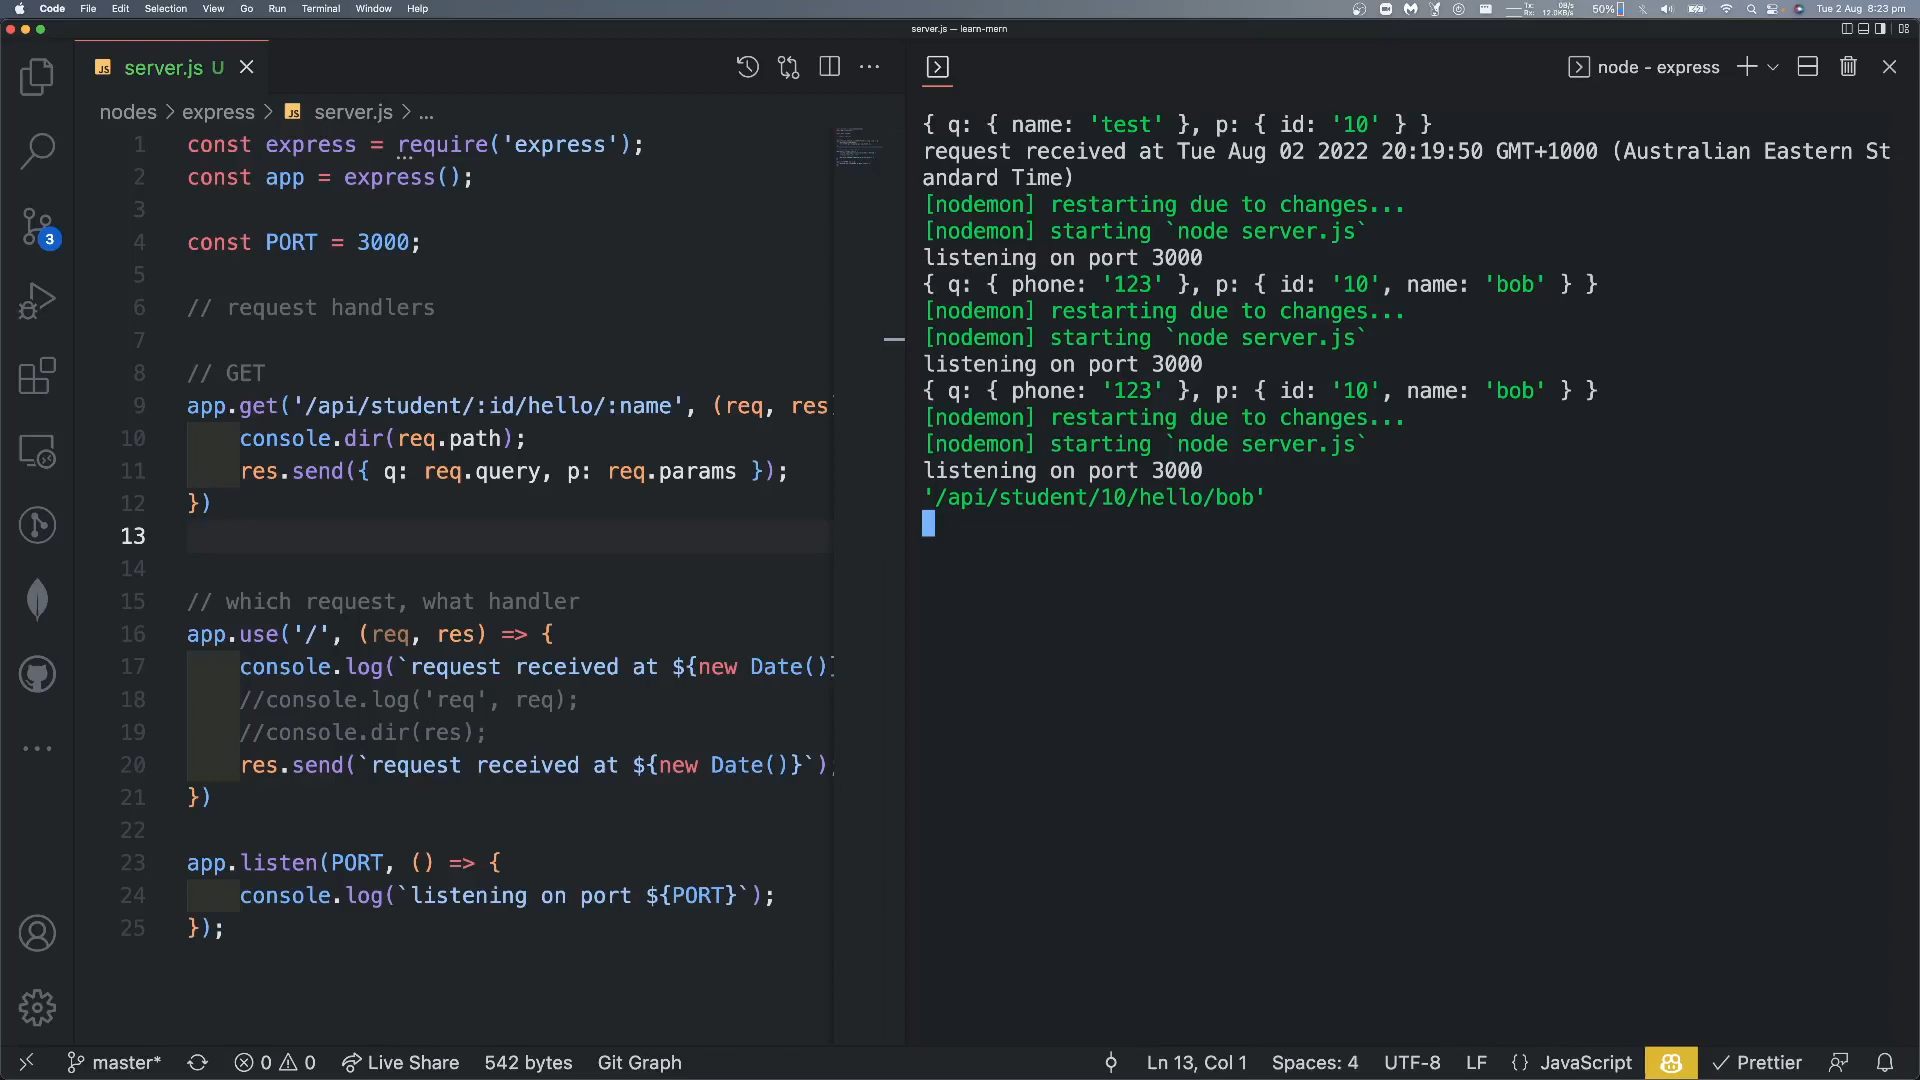 Code File Edit Selection View Go Run Terminal Window Help 50% Tue 2 Aug 8:23 pm
server.js — learn-mern
JS server.js U
node - express
nodes > express > JS server.js > ...
1 const express = require('express');
2 const app = express();
3
4 const PORT = 3000;
5
6 // request handlers
7
8 // GET
9 app.get('/api/student/:id/hello/:name', (req, res)
10 console.dir(req.path);
11 res.send({ q: req.query, p: req.params });
12 })
13
14
15 // which request, what handler
16 app.use('/', (req, res) => {
17 console.log(`request received at ${new Date()}
18 //console.log('req', req);
19 //console.dir(res);
20 res.send(`request received at ${new Date()}`);
21 })
22
23 app.listen(PORT, () => {
24 console.log(`listening on port ${PORT}`);
25 });
{ q: { name: 'test' }, p: { id: '10' } }
request received at Tue Aug 02 2022 20:19:50 GMT+1000 (Australian Eastern St
andard Time)
[nodemon] restarting due to changes...
[nodemon] starting `node server.js`
listening on port 3000
{ q: { phone: '123' }, p: { id: '10', name: 'bob' } }
[nodemon] restarting due to changes...
[nodemon] starting `node server.js`
listening on port 3000
{ q: { phone: '123' }, p: { id: '10', name: 'bob' } }
[nodemon] restarting due to changes...
[nodemon] starting `node server.js`
listening on port 3000
'/api/student/10/hello/bob'
3
master* 0 0 Live Share 542 bytes Git Graph Ln 13, Col 1 Spaces: 4 UTF-8 LF {} JavaScript Prettier